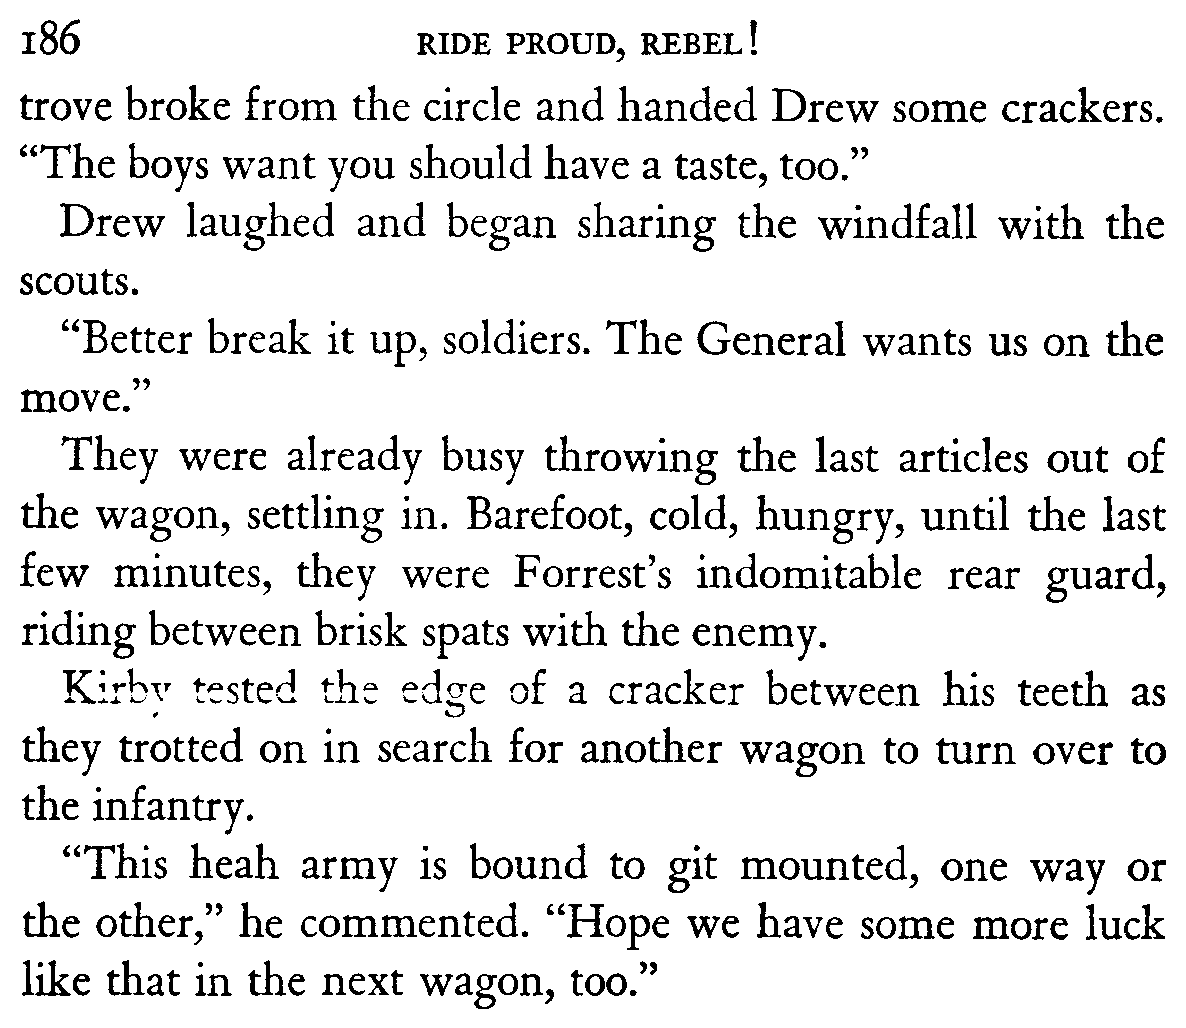 186 RIDE PROUD, REBEL!
trove broke from the circle and handed Drew some crackers.
“The boys want you should have a taste, too.”
Drew laughed and began sharing the windfall with the
scouts.
“Better break it up, soldiers. The General wants us on the
move.”
They were already busy throwing the last articles out of
the wagon, settling in. Barefoot, cold, hungry, until the last
few minutes, they were Forrest’s indomitable rear guard,
riding between brisk spats with the enemy.
Kirby tested the edge of a cracker between his teeth as
they trotted on in search for another wagon to turn over to
the infantry.
“This heah army is bound to git mounted, one way or
the other,” he commented. “Hope we have some more luck
like that in the next wagon, too.”